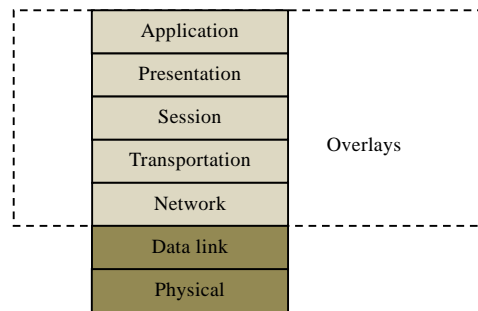 Application
Presentation
Session
Transportation
Overlays
Network
Data link
Physical